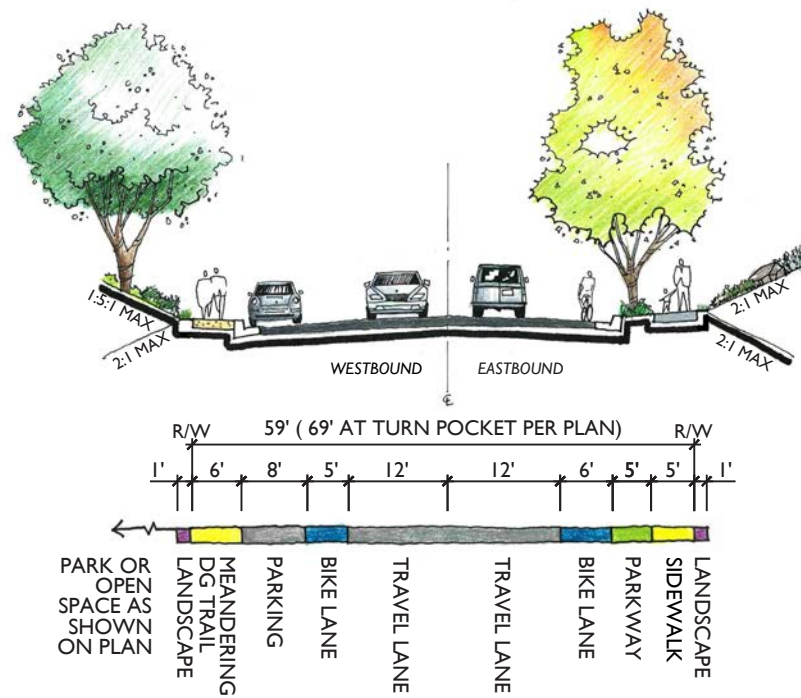 1:5:1 MAX
2:1 MAX
2:1 MAX
2:1 MAX
WESTBOUND
EASTBOUND
℄
R/W
59' ( 69' AT TURN POCKET PER PLAN)
R/W
1'
6'
8'
5'
12'
12'
6'
5'
5'
1'
PARK OR
OPEN
SPACE AS
SHOWN
ON PLAN
LANDSCAPE
MEANDERING
DG TRAIL
PARKING
BIKE LANE
TRAVEL LANE
TRAVEL LANE
BIKE LANE
PARKWAY
SIDEWALK
LANDSCAPE